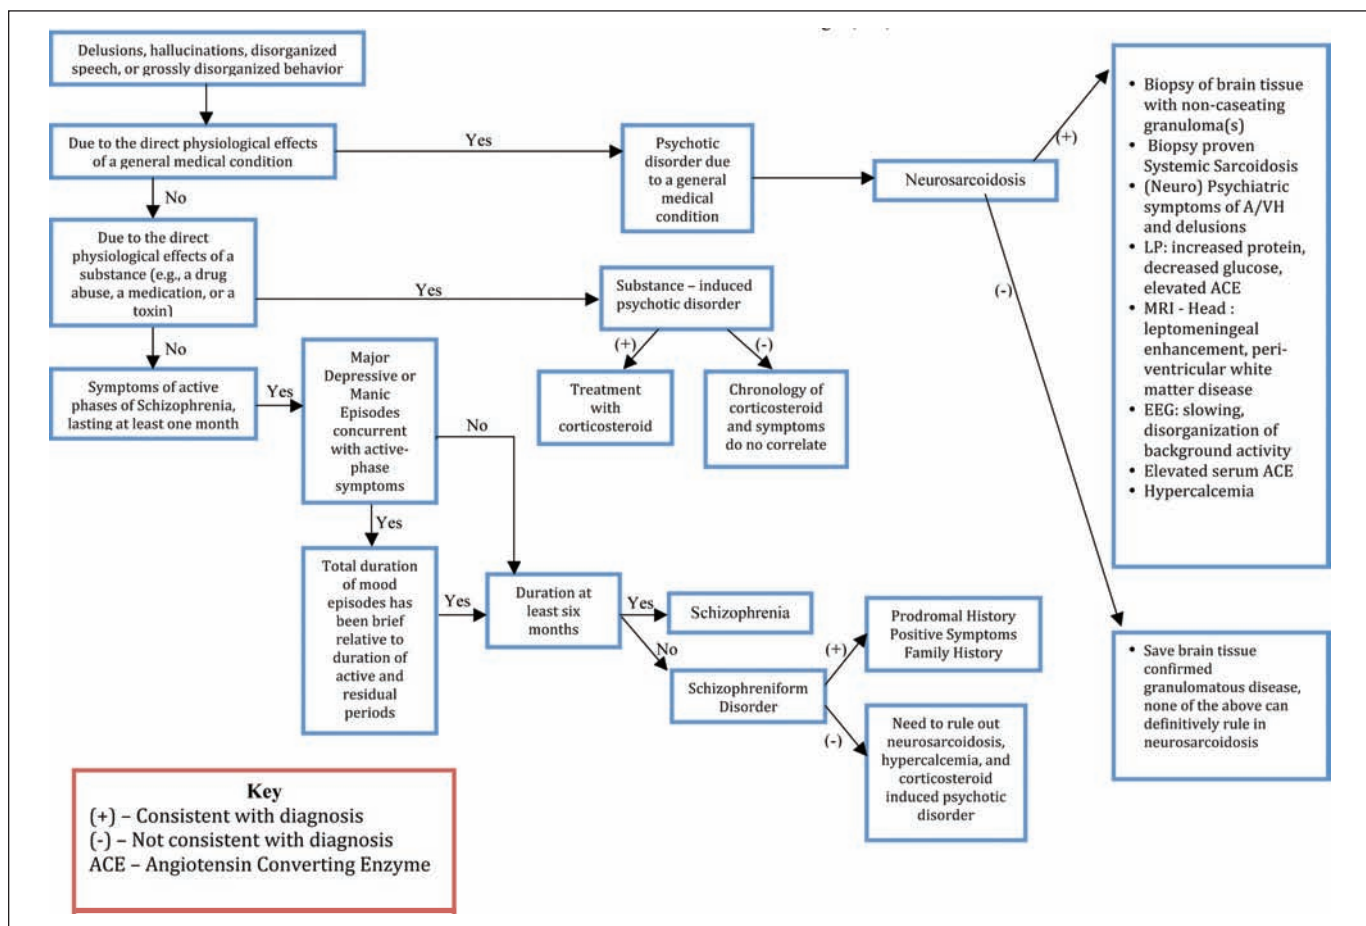 Delusions, hallucinations, disorganized
speech, or grossly disorganized behavior
Due to the direct physiological effects
of a general medical condition
Yes
Psychotic
disorder due
to a general
medical
condition
Neurosarcoidosis
(+)
• Biopsy of brain tissue
with non-caseating
granuloma(s)
• Biopsy proven
Systemic Sarcoidosis
• (Neuro) Psychiatric
symptoms of A/VH
and delusions
• LP: increased protein,
decreased glucose,
elevated ACE
• MRI - Head :
leptomeningeal
enhancement, peri-
ventricular white
matter disease
• EEG: slowing,
disorganization of
background activity
• Elevated serum ACE
• Hypercalcemia
(-)
• Save brain tissue
confirmed
granulomatous disease,
none of the above can
definitively rule in
neurosarcoidosis
No
Due to the direct
physiological effects of a
substance (e.g., a drug
abuse, a medication, or a
toxin)
Yes
Substance – induced
psychotic disorder
(+)
(-)
Treatment
with
corticosteroid
Chronology of
corticosteroid
and symptoms
do no correlate
No
Symptoms of active
phases of Schizophrenia,
lasting at least one month
Yes
Major
Depressive or
Manic
Episodes
concurrent
with active-
phase
symptoms
No
Yes
Total duration
of mood
episodes has
been brief
relative to
duration of
active and
residual
periods
Yes
Duration at
least six
months
Yes
Schizophrenia
No
Schizophreniform
Disorder
(+)
Prodromal History
Positive Symptoms
Family History
(-)
Need to rule out
neurosarcoidosis,
hypercalcemia, and
corticosteroid
induced psychotic
disorder
Key
(+) – Consistent with diagnosis
(-) – Not consistent with diagnosis
ACE – Angiotensin Converting Enzyme